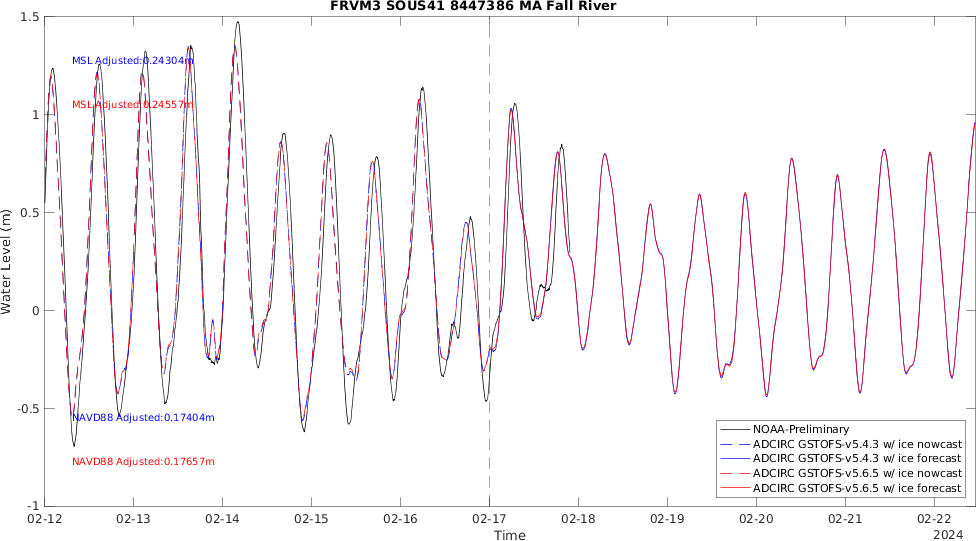 FRVM3 SOUS41 8447386 MA Fall River
Water Level (m)
1.5
1
0.5
0
-0.5
-1
MSL Adjusted:0.24304m
MSL Adjusted:0.24557m
NAVD88 Adjusted:0.17404m
NAVD88 Adjusted:0.17657m
NOAA-Preliminary
ADCIRC GSTOFS-v5.4.3 w/ ice nowcast
ADCIRC GSTOFS-v5.4.3 w/ ice forecast
ADCIRC GSTOFS-v5.6.5 w/ ice nowcast
ADCIRC GSTOFS-v5.6.5 w/ ice forecast
02-12 02-13 02-14 02-15 02-16 02-17 02-18 02-19 02-20 02-21 02-22
Time
2024